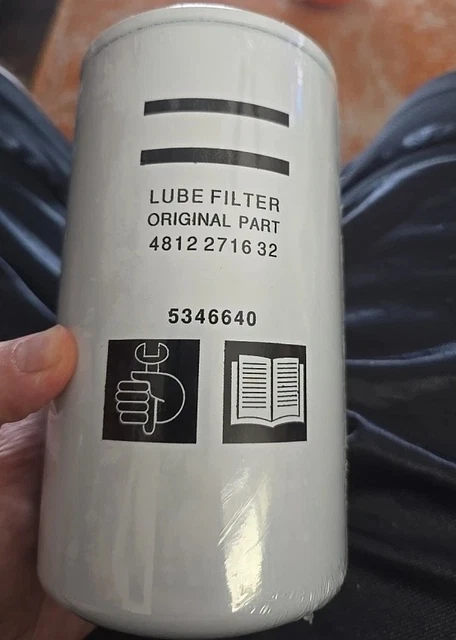 LUBE FILTER
ORIGINAL PART
4812 2716 32
5346640